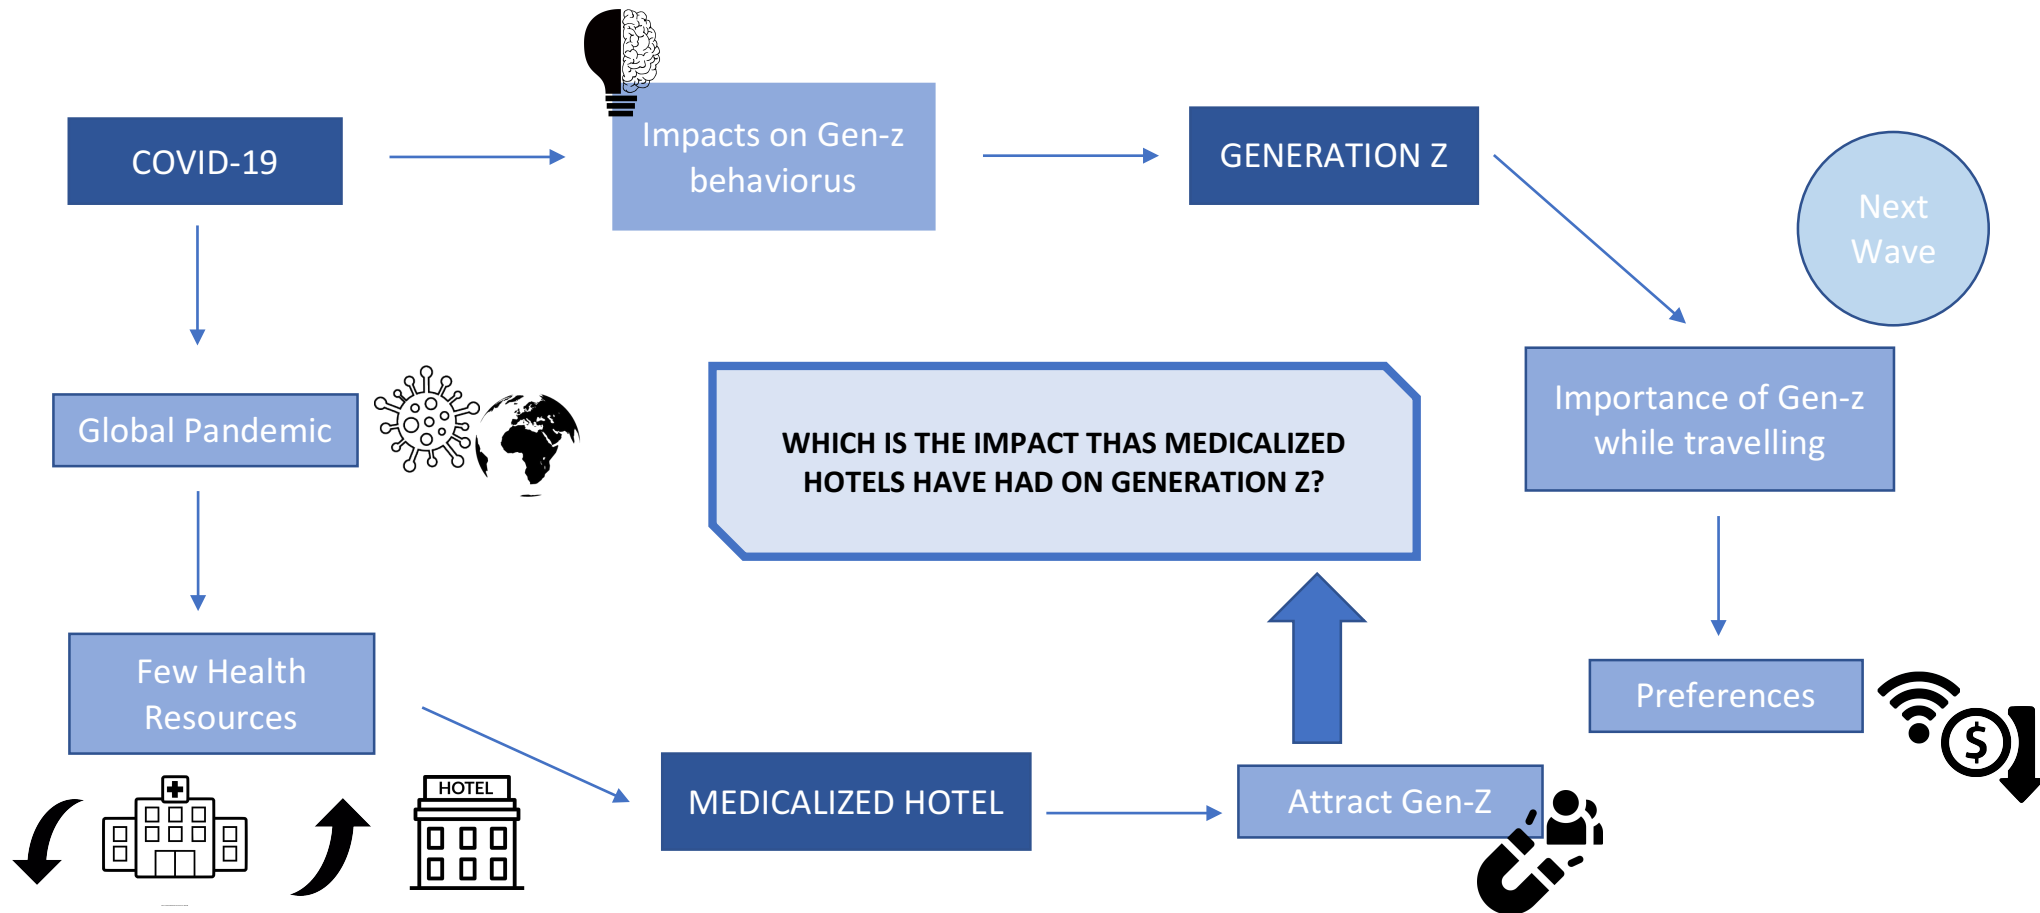 COVID-19
Impacts on Gen-z
behaviorus
GENERATION Z
Next
Wave
Global Pandemic
WHICH IS THE IMPACT THAS MEDICALIZED
HOTELS HAVE HAD ON GENERATION Z?
Importance of Gen-z
while travelling
Few Health
Resources
Preferences
$
HOTEL
MEDICALIZED HOTEL
Attract Gen-Z